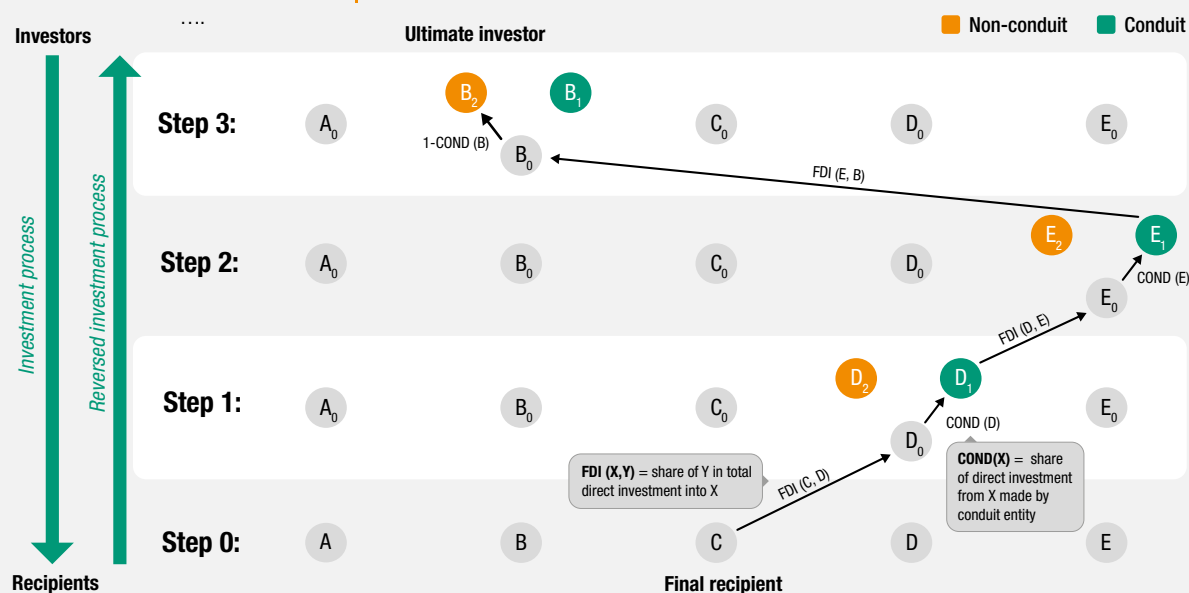 ....
Investors
Ultimate investor
Non-conduit
Conduit
Investment process
Reversed investment process
Step 3:
A0
B2
B1
1-COND (B)
B0
C0
D0
E0
FDI (E, B)
Step 2:
A0
B0
C0
D0
E2
E1
COND (E)
E0
FDI (D, E)
Step 1:
A0
B0
C0
D2
D1
E0
COND (D)
D0
FDI (X,Y) = share of Y in total
direct investment into X
FDI (C, D)
COND(X) = share
of direct investment
from X made by
conduit entity
Step 0:
A
B
C
D
E
Recipients
Final recipient